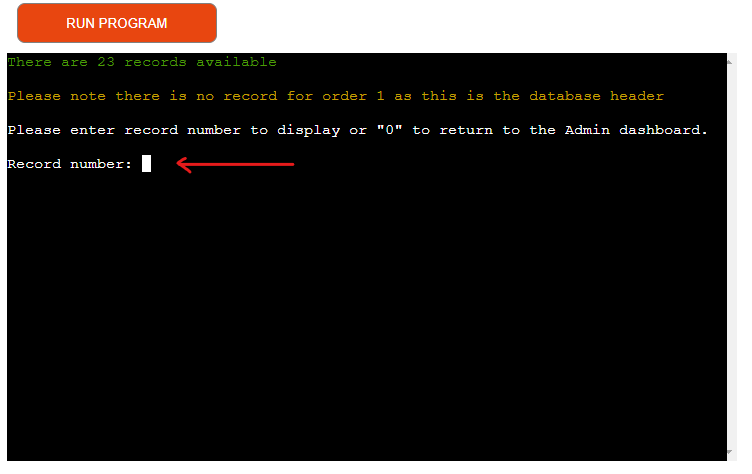 RUN PROGRAM
There are 23 records available
Please note there is no record for order 1 as this is the database header
Please enter record number to display or "0" to return to the Admin dashboard.
Record number: